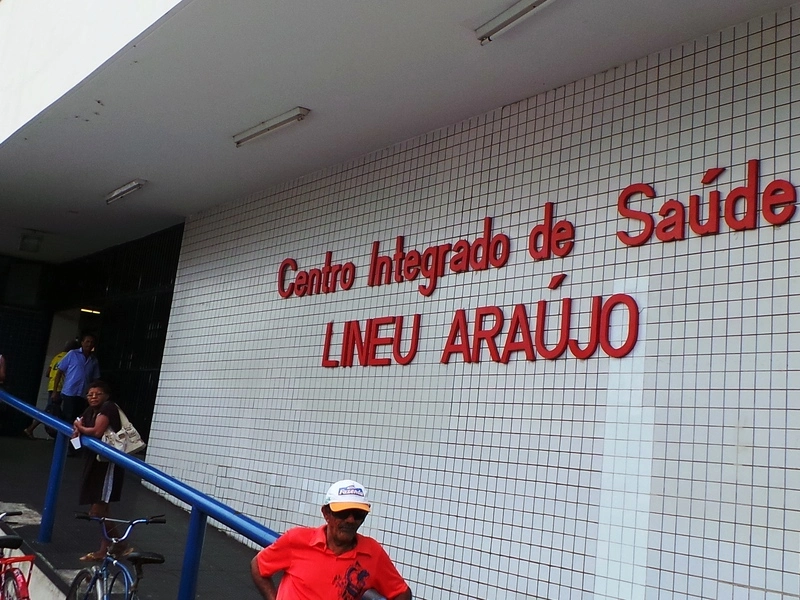 Centro Integrado de Saúde
LINEU ARAÚJO